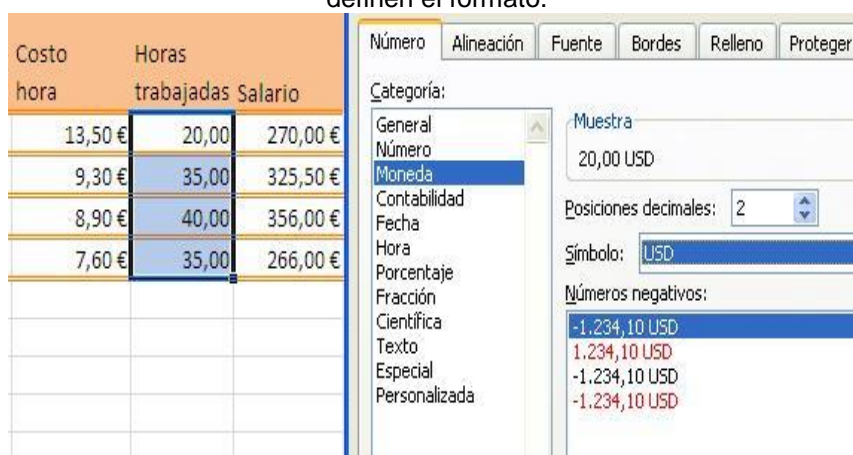 definen el formato.
Costo Horas
hora trabajadas Salario
13,50 € 20,00 270,00 €
9,30 € 35,00 325,50 €
8,90 € 40,00 356,00 €
7,60 € 35,00 266,00 €
Número Alineación Fuente Bordes Relleno Proteger
Categoría:
General
Número
Moneda
Contabilidad
Fecha
Hora
Porcentaje
Fracción
Científica
Texto
Especial
Personalizada
Muestra
20,00 USD
Posiciones decimales: 2
Símbolo: USD
Números negativos:
-1.234,10 USD
1.234,10 USD
-1.234,10 USD
-1.234,10 USD